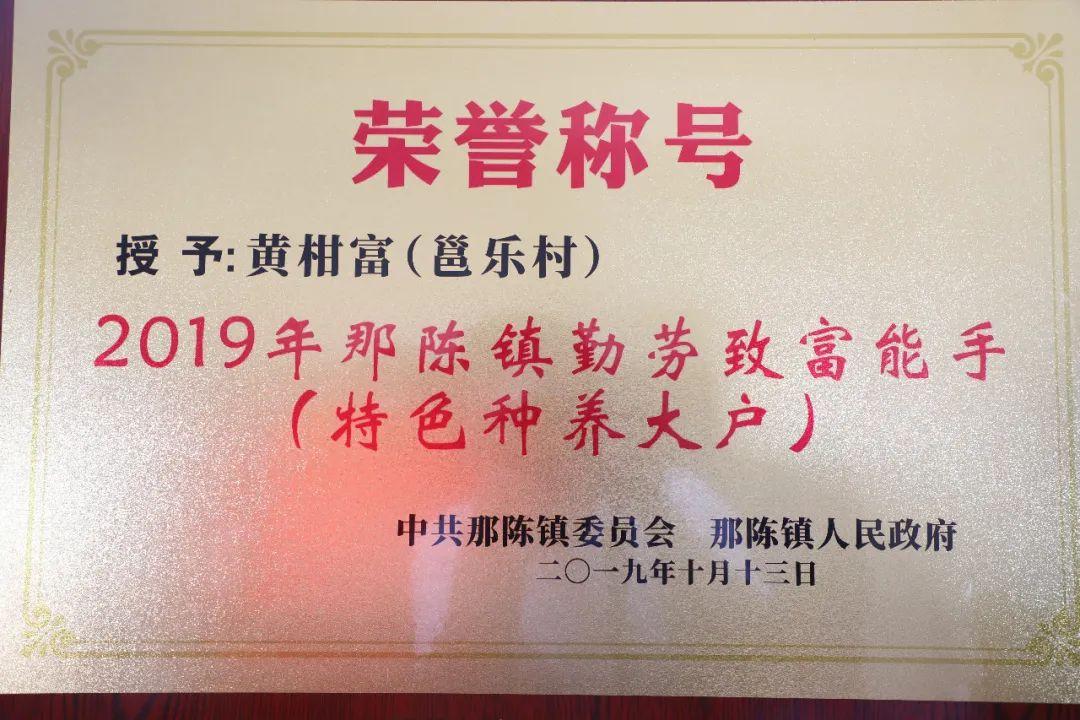 荣誉称号
授 予:黄柑富(邕乐村)
2019年那陈镇勤劳致富能手
(特色种养大户)
中共那陈镇委员会 那陈镇人民政府
二〇一九年十月十三日